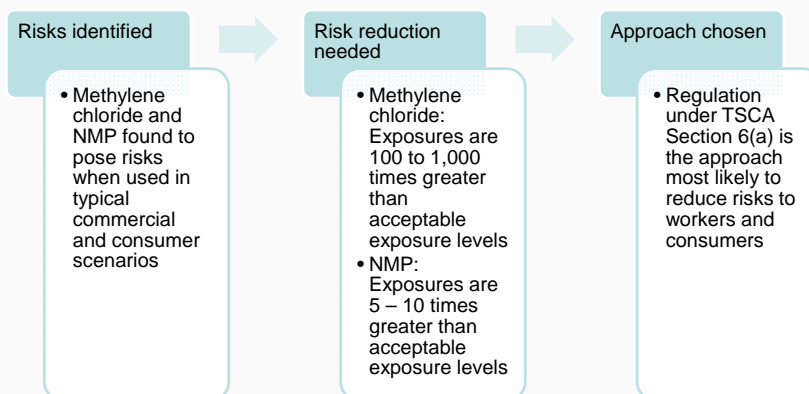 Risks identified
• Methylene
chloride and
NMP found to
pose risks
when used in
typical
commercial
and consumer
scenarios
Risk reduction
needed
• Methylene
chloride:
Exposures are
100 to 1,000
times greater
than
acceptable
exposure levels
• NMP:
Exposures are
5 – 10 times
greater than
acceptable
exposure levels
Approach chosen
• Regulation
under TSCA
Section 6(a) is
the approach
most likely to
reduce risks to
workers and
consumers